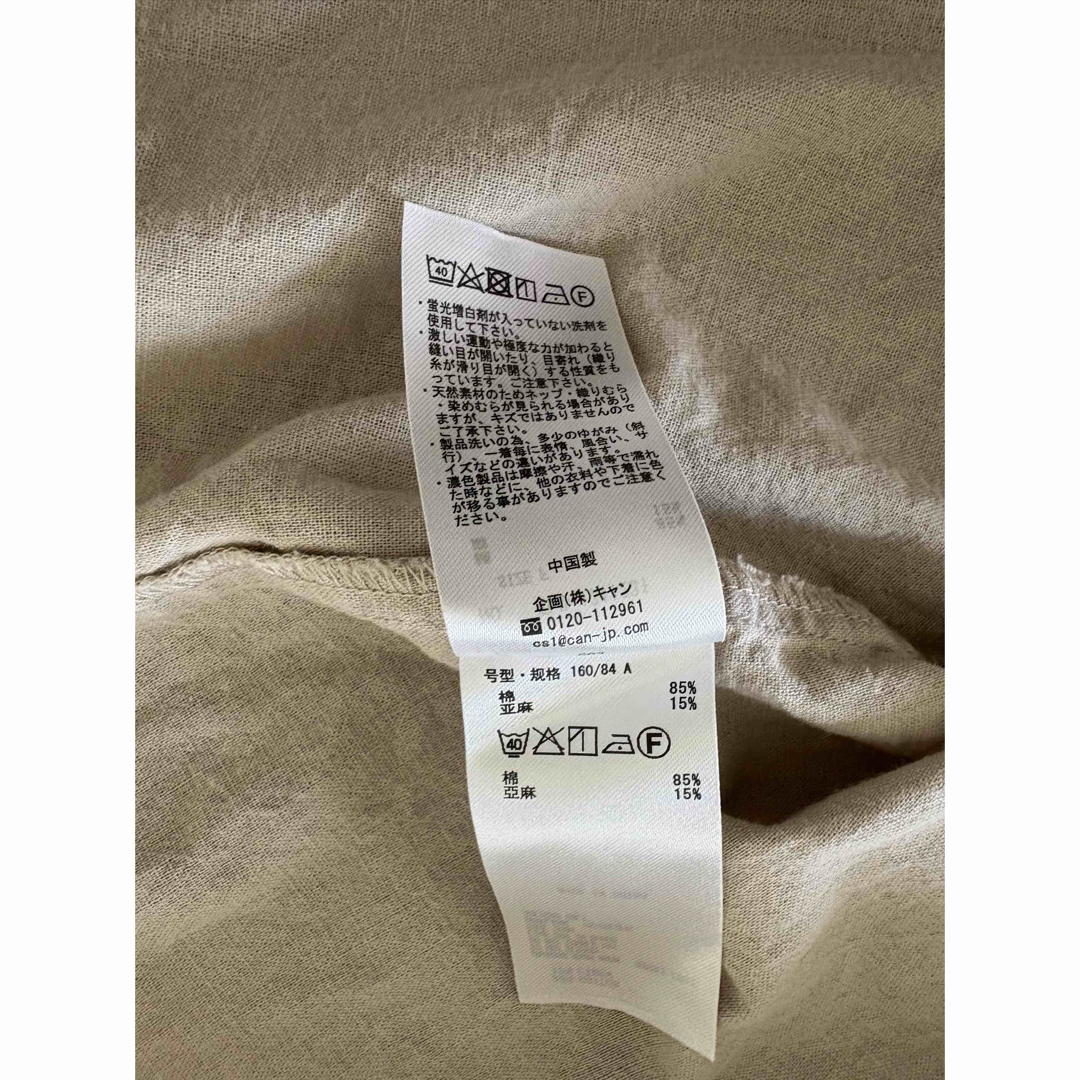 40
F
・蛍光増白剤が入っていない洗剤を
使用して下さい。
・激しい運動や極度な力が加わると
縫い目が開いたり、目寄れ（織り
糸が滑り目が開く）する性質をも
っています。ご注意下さい。
・天然素材のためネップ・織りむら
・染めむらが見られる場合があり
ますが、キズではありませんので
ご了承下さい。
・製品洗いの為、多少のゆがみ（斜
行）、一着毎に表情、風合い、サ
イズなどの違いがあります。
・濃色製品は摩擦や汗、雨等で濡れ
た時などに、他の衣料や下着に色
が移る事がありますのでご注意く
ださい。
中国製
企画(株)キャン
0120-112961
cs1@can-jp.com
号型・规格 160/84 A
棉 85%
亚麻 15%
40
F
棉 85%
亞麻 15%